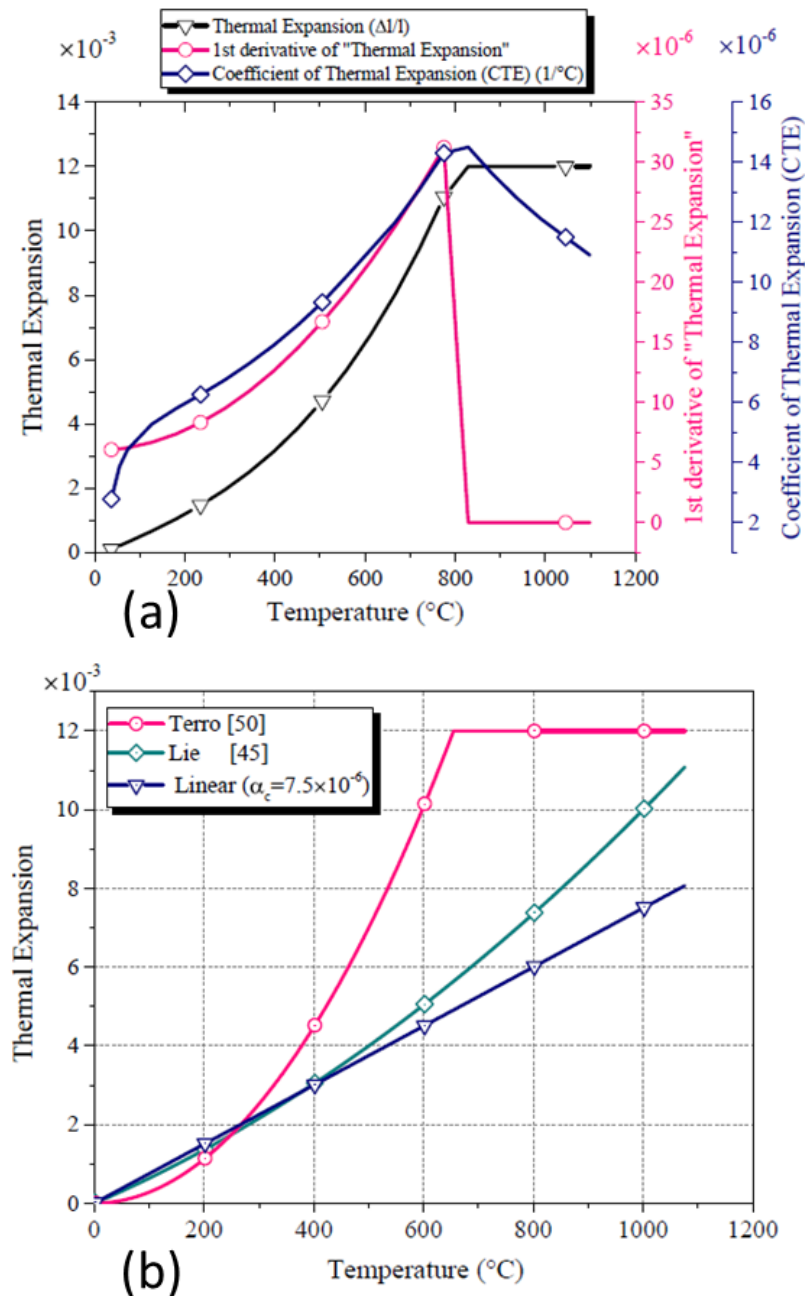 Thermal Expansion (Δl/l)
1st derivative of "Thermal Expansion"
Coefficient of Thermal Expansion (CTE) (1/°C)
×10⁻³
×10⁻⁶
×10⁻⁶
14
12
10
8
6
4
2
0
Thermal Expansion
35
30
25
20
15
10
5
0
1st derivative of "Thermal Expansion"
16
14
12
10
8
6
4
2
Coefficient of Thermal Expansion (CTE)
0 200 400 600 800 1000 1200
(a) Temperature (°C)
×10⁻³
Terro [50]
Lie [45]
Linear (α_c=7.5×10⁻⁶)
12
10
8
6
4
2
0
Thermal Expansion
0 200 400 600 800 1000 1200
(b) Temperature (°C)